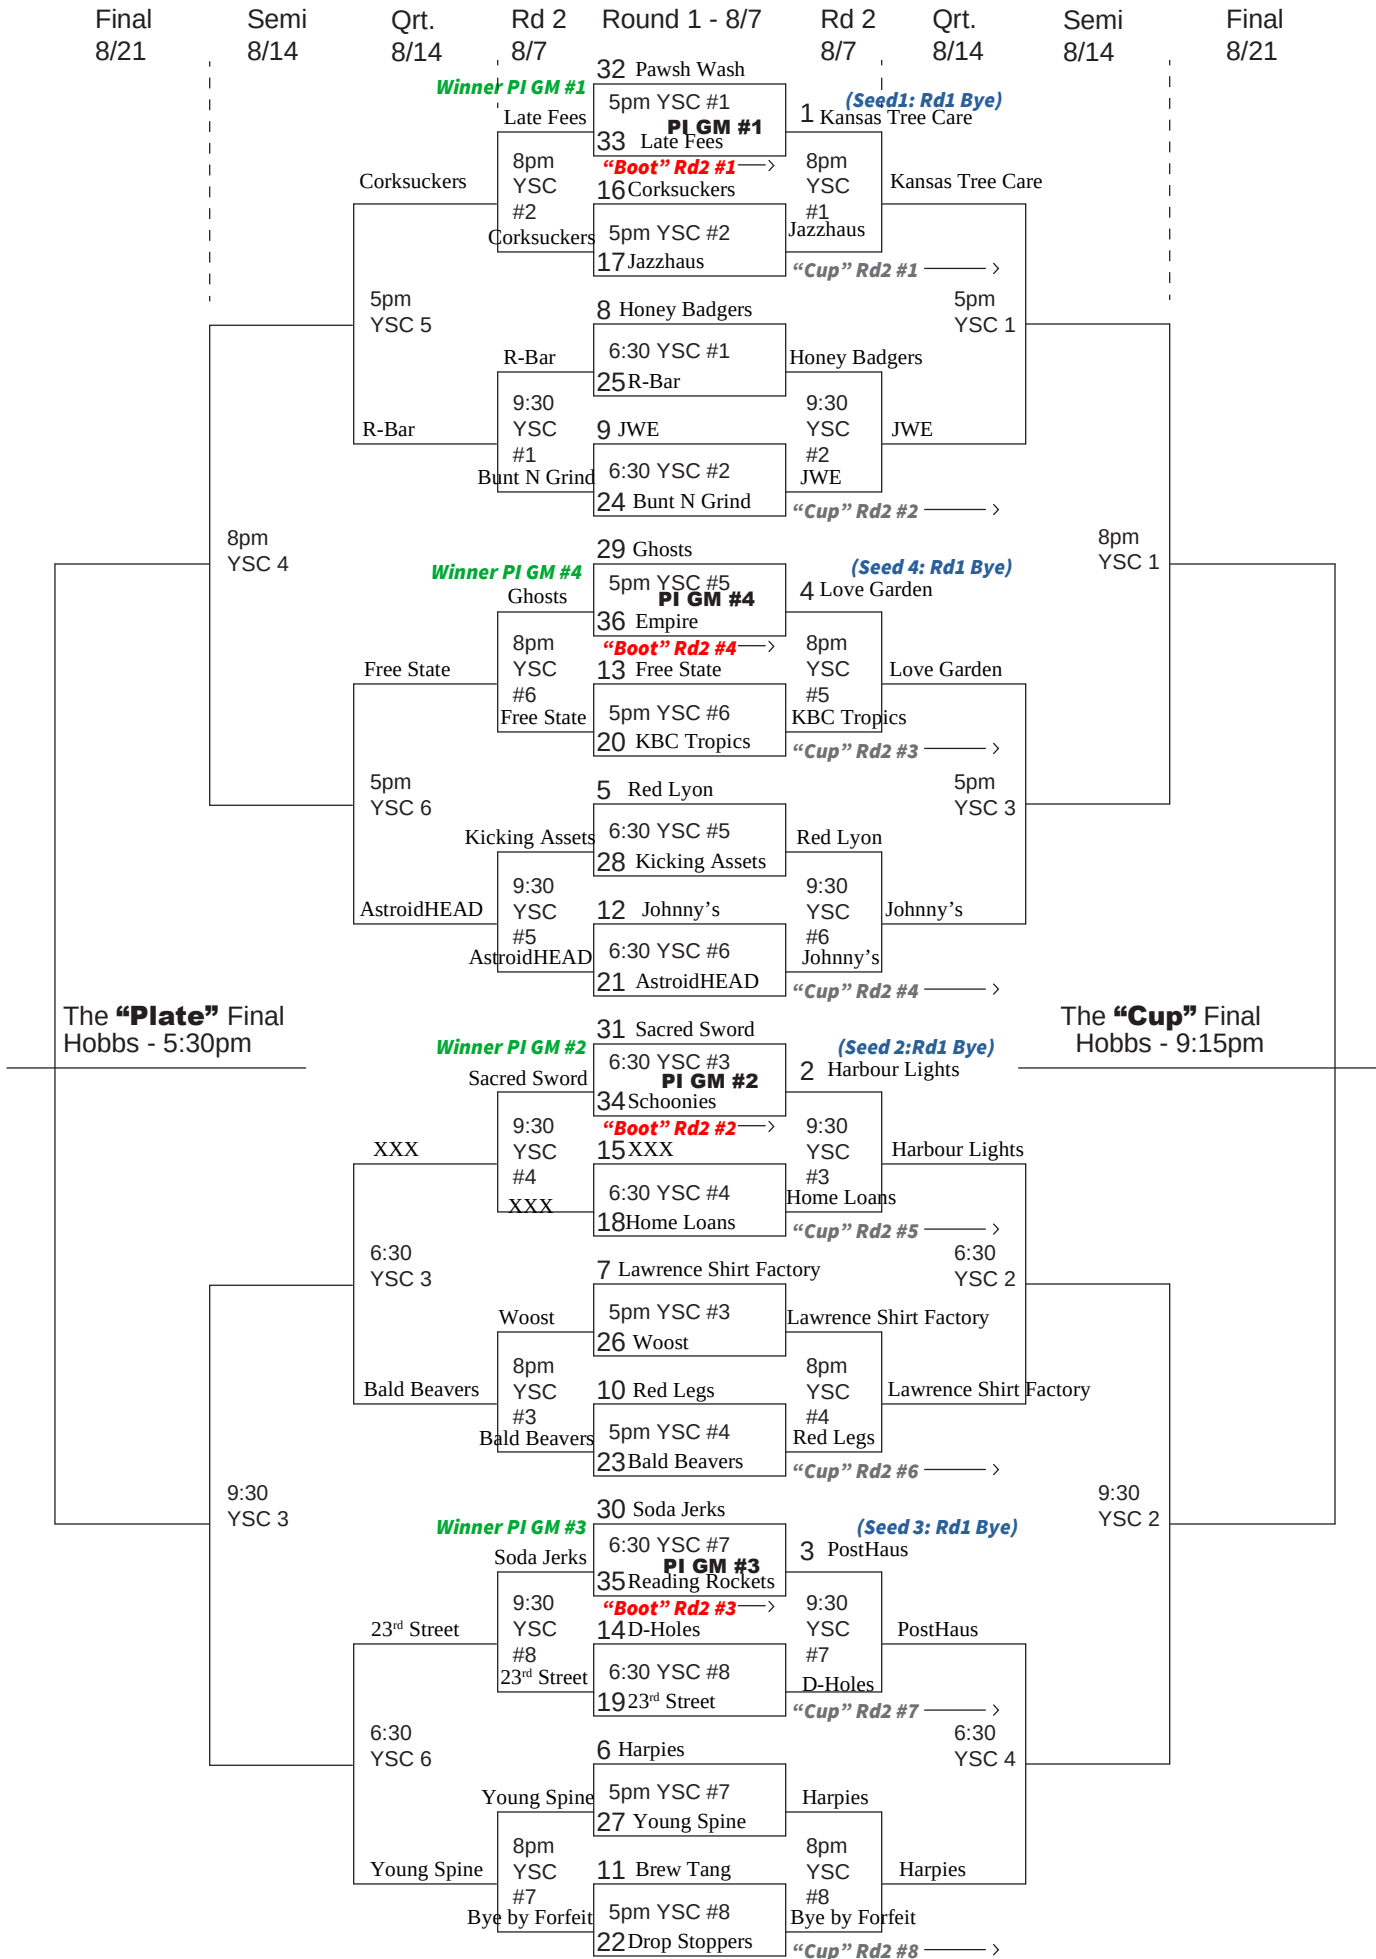 Final Semi Qrt. Rd 2 Round 1 - 8/7 Rd 2 Qrt. Semi Final
8/21 8/14 8/14 8/7 8/7 8/14 8/14 8/21
32 Pawsh Wash
Winner PI GM #1
5pm YSC #1
(Seed1: Rd1 Bye)
Late Fees
PI GM #1
1 Kansas Tree Care
33 Late Fees
8pm
YSC
#2
“Boot” Rd2 #1
8pm
YSC
#1
Corksuckers
16 Corksuckers
Kansas Tree Care
Corksuckers
5pm YSC #2
Jazzhaus
17 Jazzhaus
“Cup” Rd2 #1
5pm
YSC 5
8 Honey Badgers
5pm
YSC 1
R-Bar
6:30 YSC #1
Honey Badgers
25 R-Bar
9:30
YSC
#1
9:30
YSC
#2
R-Bar
9 JWE
JWE
Bunt N Grind
6:30 YSC #2
JWE
24 Bunt N Grind
“Cup” Rd2 #2
8pm
YSC 4
8pm
YSC 1
29 Ghosts
Winner PI GM #4
5pm YSC #5
(Seed 4: Rd1 Bye)
Ghosts
PI GM #4
4 Love Garden
36 Empire
8pm
YSC
#6
“Boot” Rd2 #4
8pm
YSC
#5
Free State
13 Free State
Love Garden
Free State
5pm YSC #6
KBC Tropics
20 KBC Tropics
“Cup” Rd2 #3
5pm
YSC 6
5 Red Lyon
5pm
YSC 3
Kicking Assets
6:30 YSC #5
Red Lyon
28 Kicking Assets
9:30
YSC
#5
9:30
YSC
#6
AstroidHEAD
12 Johnny’s
Johnny’s
AstroidHEAD
6:30 YSC #6
Johnny’s
21 AstroidHEAD
“Cup” Rd2 #4
The “Plate” Final
Hobbs - 5:30pm
The “Cup” Final
Hobbs - 9:15pm
31 Sacred Sword
Winner PI GM #2
6:30 YSC #3
(Seed 2:Rd1 Bye)
Sacred Sword
PI GM #2
2 Harbour Lights
34 Schoonies
9:30
YSC
#4
“Boot” Rd2 #2
9:30
YSC
#3
XXX
15 XXX
Harbour Lights
XXX
6:30 YSC #4
Home Loans
18 Home Loans
“Cup” Rd2 #5
6:30
YSC 3
7 Lawrence Shirt Factory
6:30
YSC 2
Woost
5pm YSC #3
Lawrence Shirt Factory
26 Woost
8pm
YSC
#3
8pm
YSC
#4
Bald Beavers
10 Red Legs
Lawrence Shirt Factory
Bald Beavers
5pm YSC #4
Red Legs
23 Bald Beavers
“Cup” Rd2 #6
9:30
YSC 3
9:30
YSC 2
30 Soda Jerks
Winner PI GM #3
6:30 YSC #7
(Seed 3: Rd1 Bye)
Soda Jerks
PI GM #3
3 PostHaus
35 Reading Rockets
9:30
YSC
#8
“Boot” Rd2 #3
9:30
YSC
#7
23rd Street
14 D-Holes
PostHaus
23rd Street
6:30 YSC #8
D-Holes
19 23rd Street
“Cup” Rd2 #7
6:30
YSC 6
6 Harpies
6:30
YSC 4
Young Spine
5pm YSC #7
Harpies
27 Young Spine
8pm
YSC
#7
8pm
YSC
#8
Young Spine
11 Brew Tang
Harpies
Bye by Forfeit
5pm YSC #8
Bye by Forfeit
22 Drop Stoppers
“Cup” Rd2 #8